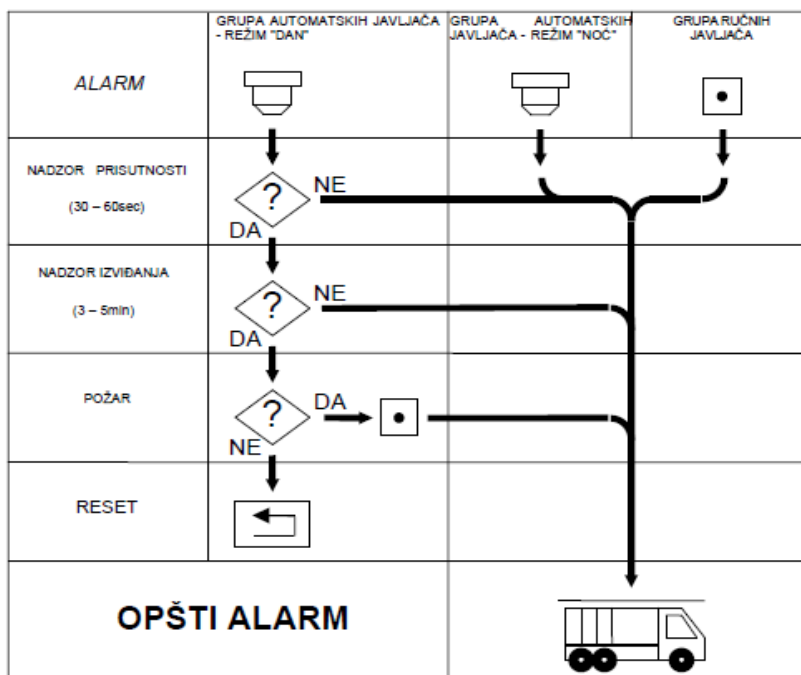 GRUPA AUTOMATSKIH JAVLJAČA
- REŽIM "DAN"
GRUPA AUTOMATSKIH
JAVLJAČA - REŽIM "NOĆ"
GRUPA RUČNIH
JAVLJAČA
ALARM
NADZOR PRISUTNOSTI
(30 – 60sec)
?
NE
DA
NADZOR IZVIĐANJA
(3 – 5min)
?
NE
DA
POŽAR
?
DA
NE
RESET
OPŠTI ALARM